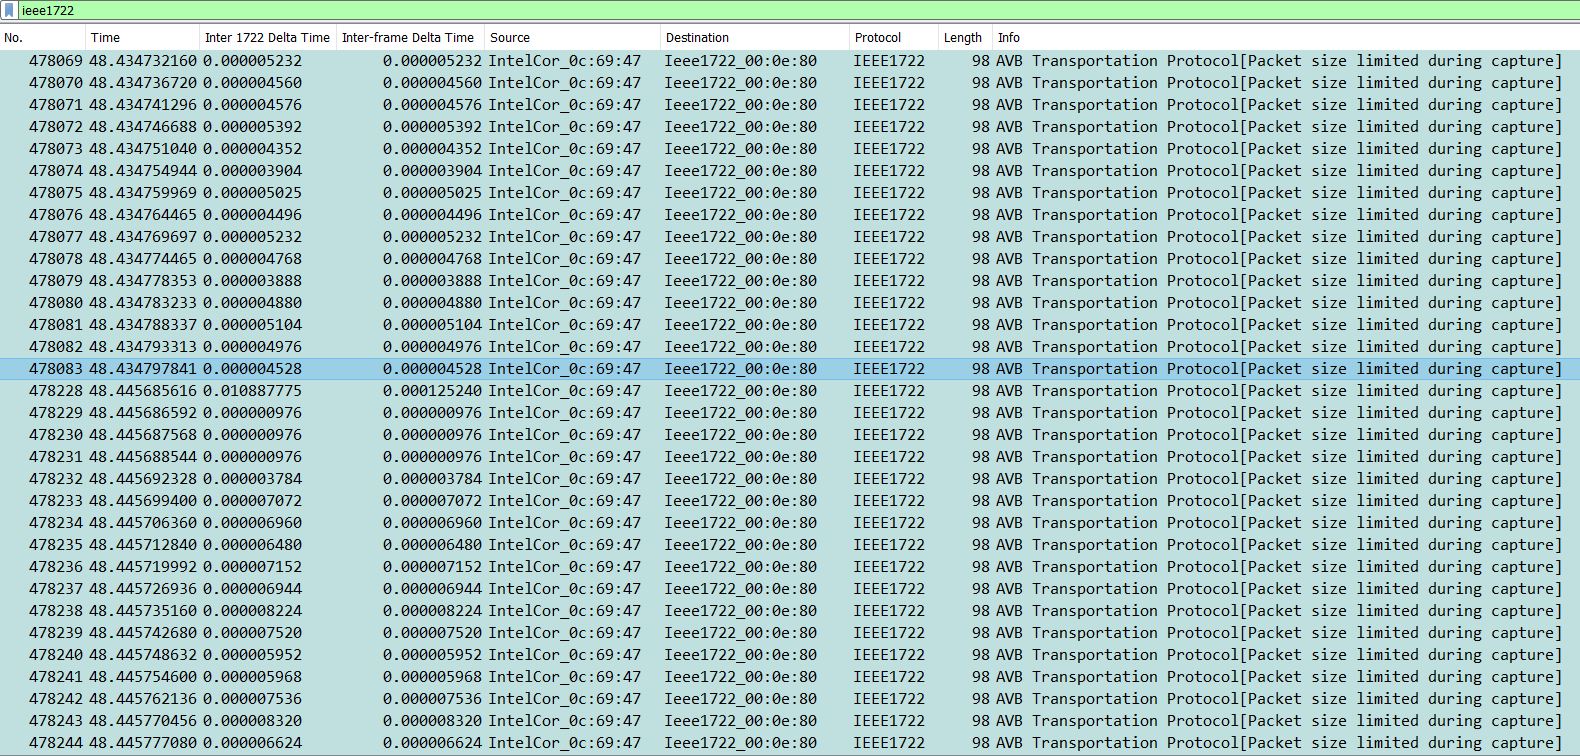 ieee1722
No. Time Inter 1722 Delta Time Inter-frame Delta Time Source Destination Protocol Length Info
478069 48.434732160 0.000005232 0.000005232 IntelCor_0c:69:47 Ieee1722_00:0e:80 IEEE1722 98 AVB Transportation Protocol[Packet size limited during capture]
478070 48.434736720 0.000004560 0.000004560 IntelCor_0c:69:47 Ieee1722_00:0e:80 IEEE1722 98 AVB Transportation Protocol[Packet size limited during capture]
478071 48.434741296 0.000004576 0.000004576 IntelCor_0c:69:47 Ieee1722_00:0e:80 IEEE1722 98 AVB Transportation Protocol[Packet size limited during capture]
478072 48.434746688 0.000005392 0.000005392 IntelCor_0c:69:47 Ieee1722_00:0e:80 IEEE1722 98 AVB Transportation Protocol[Packet size limited during capture]
478073 48.434751040 0.000004352 0.000004352 IntelCor_0c:69:47 Ieee1722_00:0e:80 IEEE1722 98 AVB Transportation Protocol[Packet size limited during capture]
478074 48.434754944 0.000003904 0.000003904 IntelCor_0c:69:47 Ieee1722_00:0e:80 IEEE1722 98 AVB Transportation Protocol[Packet size limited during capture]
478075 48.434759969 0.000005025 0.000005025 IntelCor_0c:69:47 Ieee1722_00:0e:80 IEEE1722 98 AVB Transportation Protocol[Packet size limited during capture]
478076 48.434764465 0.000004496 0.000004496 IntelCor_0c:69:47 Ieee1722_00:0e:80 IEEE1722 98 AVB Transportation Protocol[Packet size limited during capture]
478077 48.434769697 0.000005232 0.000005232 IntelCor_0c:69:47 Ieee1722_00:0e:80 IEEE1722 98 AVB Transportation Protocol[Packet size limited during capture]
478078 48.434774465 0.000004768 0.000004768 IntelCor_0c:69:47 Ieee1722_00:0e:80 IEEE1722 98 AVB Transportation Protocol[Packet size limited during capture]
478079 48.434778353 0.000003888 0.000003888 IntelCor_0c:69:47 Ieee1722_00:0e:80 IEEE1722 98 AVB Transportation Protocol[Packet size limited during capture]
478080 48.434783233 0.000004880 0.000004880 IntelCor_0c:69:47 Ieee1722_00:0e:80 IEEE1722 98 AVB Transportation Protocol[Packet size limited during capture]
478081 48.434788337 0.000005104 0.000005104 IntelCor_0c:69:47 Ieee1722_00:0e:80 IEEE1722 98 AVB Transportation Protocol[Packet size limited during capture]
478082 48.434793313 0.000004976 0.000004976 IntelCor_0c:69:47 Ieee1722_00:0e:80 IEEE1722 98 AVB Transportation Protocol[Packet size limited during capture]
478083 48.434797841 0.000004528 0.000004528 IntelCor_0c:69:47 Ieee1722_00:0e:80 IEEE1722 98 AVB Transportation Protocol[Packet size limited during capture]
478228 48.445685616 0.010887775 0.000125240 IntelCor_0c:69:47 Ieee1722_00:0e:80 IEEE1722 98 AVB Transportation Protocol[Packet size limited during capture]
478229 48.445686592 0.000000976 0.000000976 IntelCor_0c:69:47 Ieee1722_00:0e:80 IEEE1722 98 AVB Transportation Protocol[Packet size limited during capture]
478230 48.445687568 0.000000976 0.000000976 IntelCor_0c:69:47 Ieee1722_00:0e:80 IEEE1722 98 AVB Transportation Protocol[Packet size limited during capture]
478231 48.445688544 0.000000976 0.000000976 IntelCor_0c:69:47 Ieee1722_00:0e:80 IEEE1722 98 AVB Transportation Protocol[Packet size limited during capture]
478232 48.445692328 0.000003784 0.000003784 IntelCor_0c:69:47 Ieee1722_00:0e:80 IEEE1722 98 AVB Transportation Protocol[Packet size limited during capture]
478233 48.445699400 0.000007072 0.000007072 IntelCor_0c:69:47 Ieee1722_00:0e:80 IEEE1722 98 AVB Transportation Protocol[Packet size limited during capture]
478234 48.445706360 0.000006960 0.000006960 IntelCor_0c:69:47 Ieee1722_00:0e:80 IEEE1722 98 AVB Transportation Protocol[Packet size limited during capture]
478235 48.445712840 0.000006480 0.000006480 IntelCor_0c:69:47 Ieee1722_00:0e:80 IEEE1722 98 AVB Transportation Protocol[Packet size limited during capture]
478236 48.445719992 0.000007152 0.000007152 IntelCor_0c:69:47 Ieee1722_00:0e:80 IEEE1722 98 AVB Transportation Protocol[Packet size limited during capture]
478237 48.445726936 0.000006944 0.000006944 IntelCor_0c:69:47 Ieee1722_00:0e:80 IEEE1722 98 AVB Transportation Protocol[Packet size limited during capture]
478238 48.445735160 0.000008224 0.000008224 IntelCor_0c:69:47 Ieee1722_00:0e:80 IEEE1722 98 AVB Transportation Protocol[Packet size limited during capture]
478239 48.445742680 0.000007520 0.000007520 IntelCor_0c:69:47 Ieee1722_00:0e:80 IEEE1722 98 AVB Transportation Protocol[Packet size limited during capture]
478240 48.445748632 0.000005952 0.000005952 IntelCor_0c:69:47 Ieee1722_00:0e:80 IEEE1722 98 AVB Transportation Protocol[Packet size limited during capture]
478241 48.445754600 0.000005968 0.000005968 IntelCor_0c:69:47 Ieee1722_00:0e:80 IEEE1722 98 AVB Transportation Protocol[Packet size limited during capture]
478242 48.445762136 0.000007536 0.000007536 IntelCor_0c:69:47 Ieee1722_00:0e:80 IEEE1722 98 AVB Transportation Protocol[Packet size limited during capture]
478243 48.445770456 0.000008320 0.000008320 IntelCor_0c:69:47 Ieee1722_00:0e:80 IEEE1722 98 AVB Transportation Protocol[Packet size limited during capture]
478244 48.445777080 0.000006624 0.000006624 IntelCor_0c:69:47 Ieee1722_00:0e:80 IEEE1722 98 AVB Transportation Protocol[Packet size limited during capture]